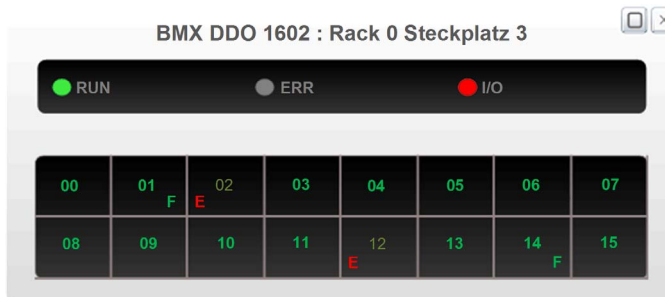 BMX DDO 1602 : Rack 0 Steckplatz 3
RUN ERR I/O
00 01 F E 02 03 04 05 06 07
08 09 10 11 E 12 13 14 F 15